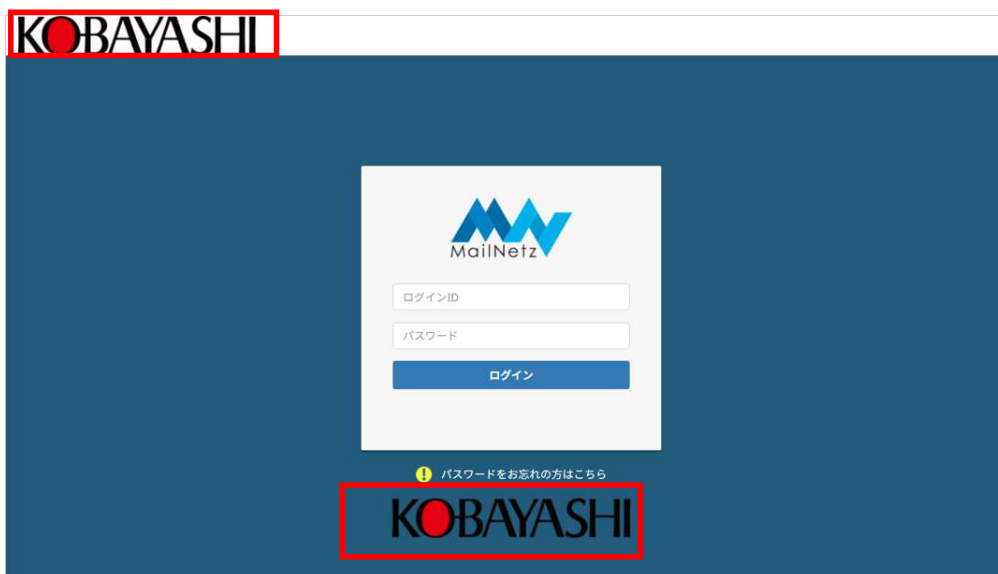 KOBAYASHI
MailNetz
ログインID
パスワード
ログイン
! パスワードをお忘れの方はこちら
KOBAYASHI